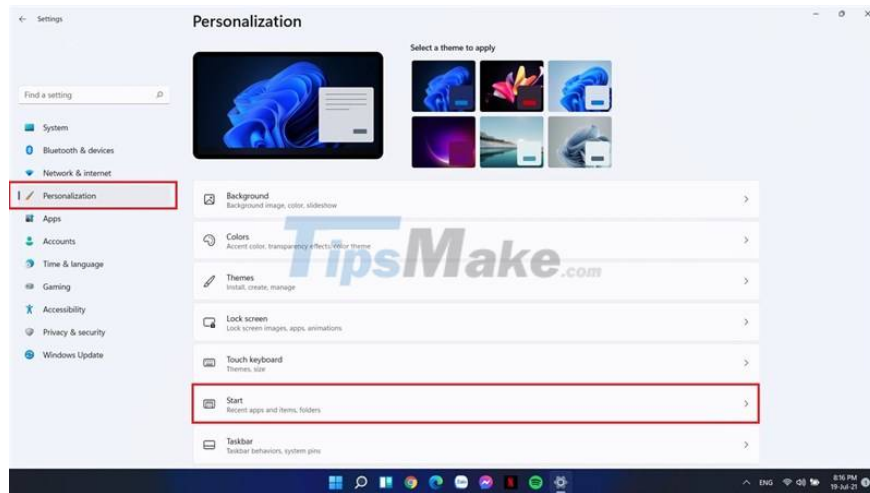 Settings
Personalization
Select a theme to apply
Find a setting
System
Bluetooth & devices
Network & internet
Personalization
Apps
Accounts
Time & language
Gaming
Accessibility
Privacy & security
Windows Update
Background
Background image, color, slideshow
Colors
Accent color, transparency effects, color theme
Themes
Install, create, manage
Lock screen
Lock screen images, apps, animations
Touch keyboard
Themes, size
Start
Recent apps and items, folders
Taskbar
Taskbar behaviors, system pins
TipsMake.com
ENG
8:16 PM
19-Jul-21